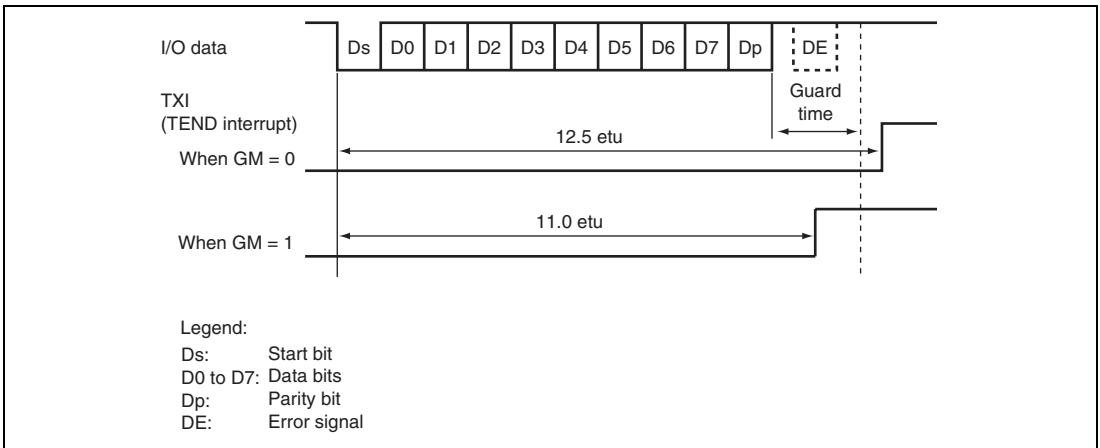 I/O data
Ds D0 D1 D2 D3 D4 D5 D6 D7 Dp DE
Guard
time
TXI
(TEND interrupt)
12.5 etu
When GM = 0
11.0 etu
When GM = 1
Legend:
Ds: Start bit
D0 to D7: Data bits
Dp: Parity bit
DE: Error signal